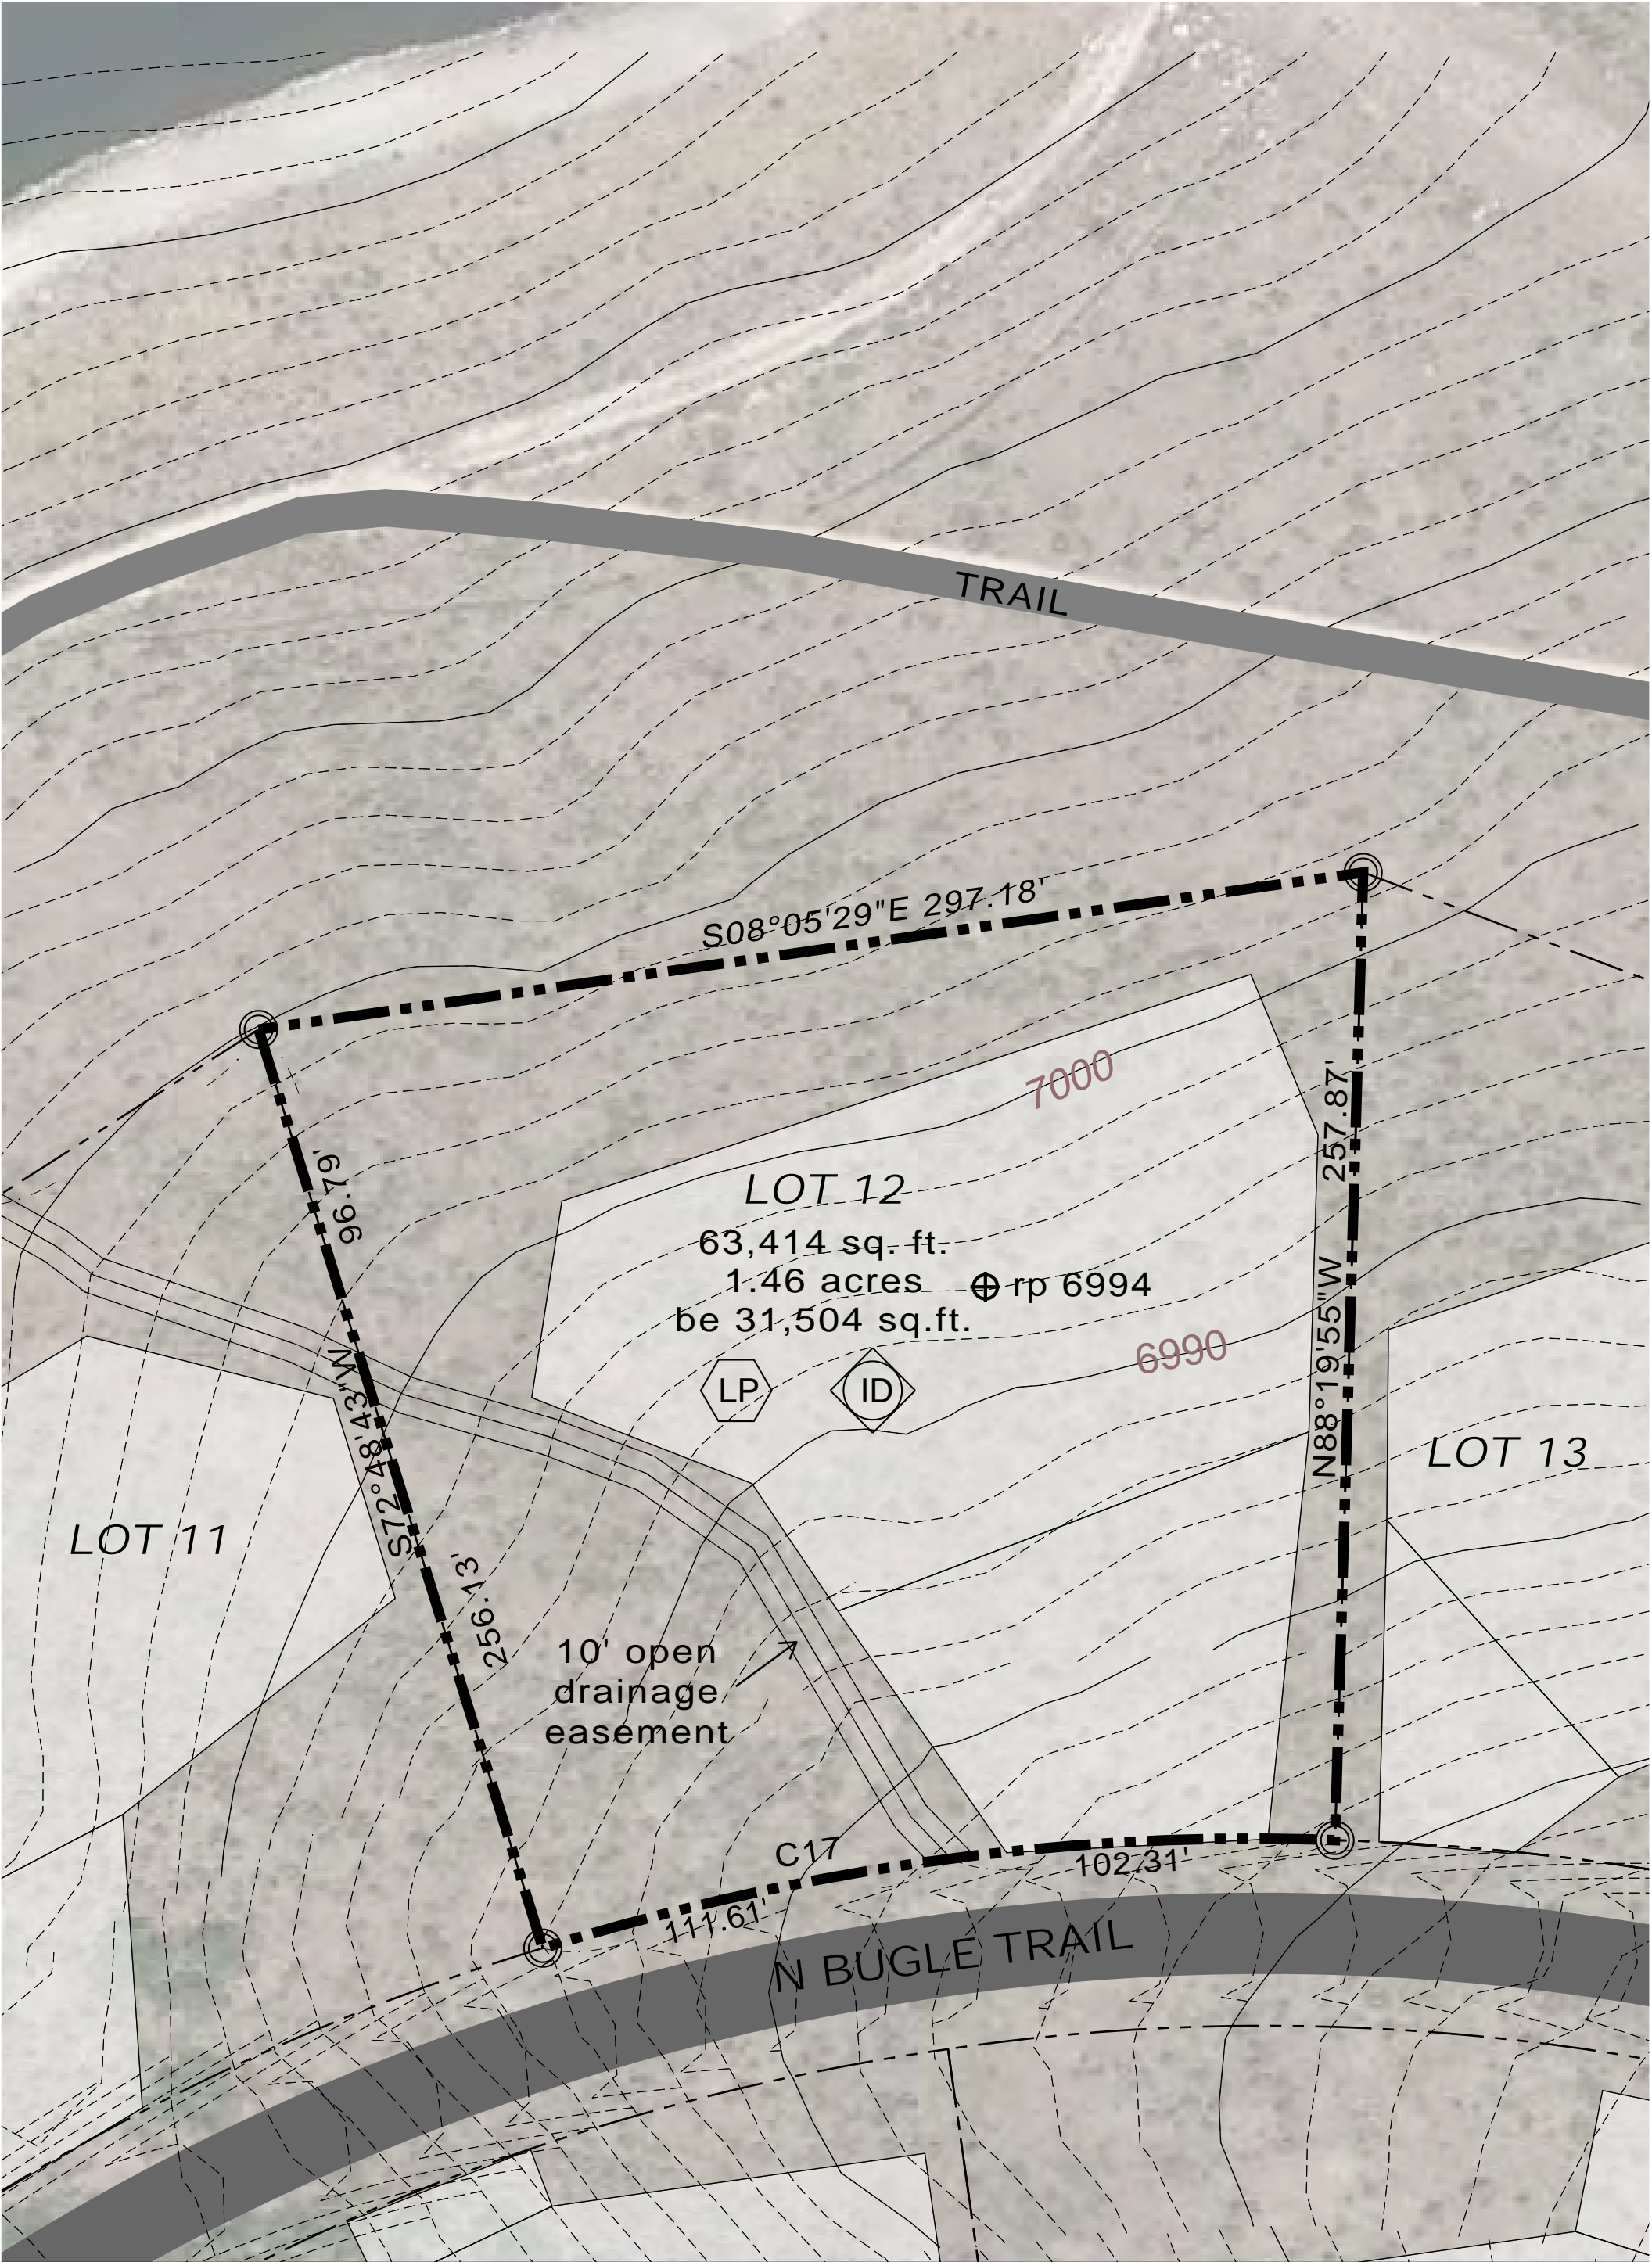 TRAIL
S08°05'29"E 297.18'
7000
257.87'
96.79'
LOT 12
63,414 sq. ft.
1.46 acres
rp 6994
be 31,504 sq.ft.
6990
N88°19'55"W
LP
ID
S72°48'43"W
LOT 13
LOT 11
256.13'
10' open
drainage
easement
C17
102.31'
111.61'
N BUGLE TRAIL